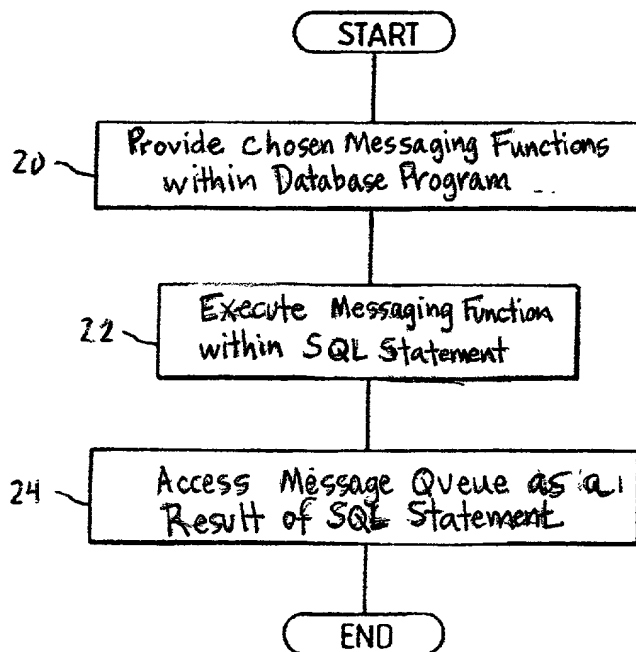 START
20
Provide Chosen Messaging Functions
within Database Program
22
Execute Messaging Function
within SQL Statement
24
Access Message Queue as a
Result of SQL Statement
END